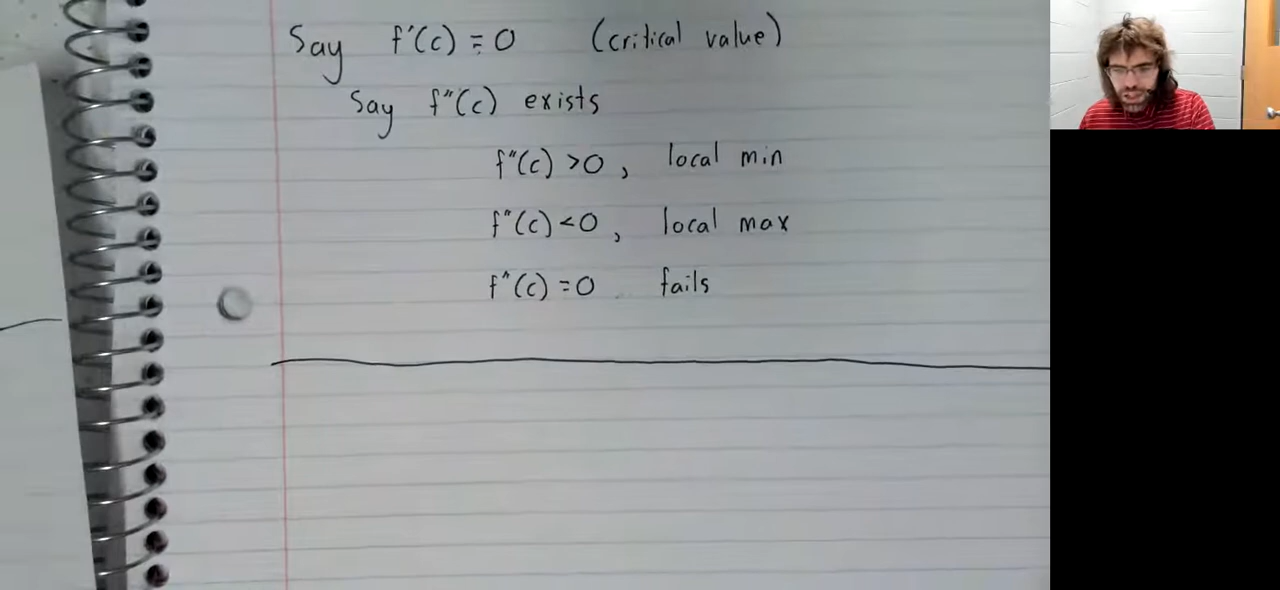 Say f'(c) = 0 (critical value)
Say f"(c) exists
f"(c) >0, local min
f"(c) <0, local max
f"(c) =0 fails